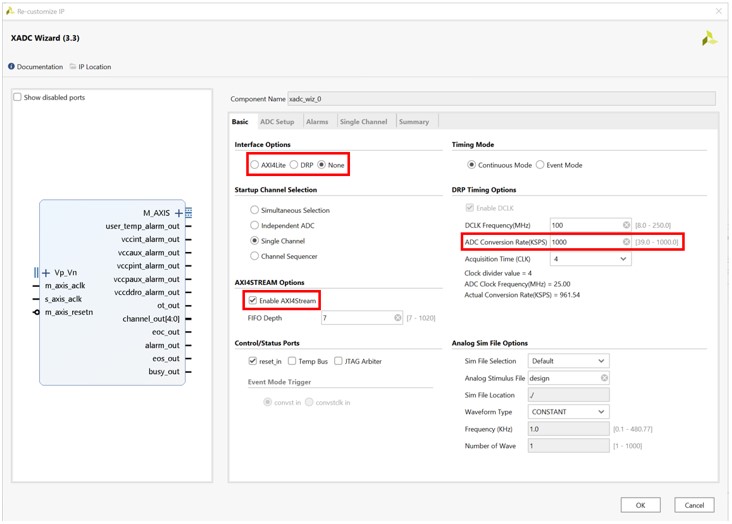 Re-customize IP
XADC Wizard (3.3)
Documentation IP Location
Show disabled ports
M_AXIS
user_temp_alarm_out
vccint_alarm_out
vccaux_alarm_out
vccpint_alarm_out
vccpaux_alarm_out
vccddro_alarm_out
ot_out
channel_out[4:0]
eoc_out
alarm_out
eos_out
busy_out
Vp_Vn
m_axis_aclk
s_axis_aclk
m_axis_resetn
Component Name xadc_wiz_0
Basic ADC Setup Alarms Single Channel Summary
Interface Options
AXI4Lite DRP None
Startup Channel Selection
Simultaneous Selection
Independent ADC
Single Channel
Channel Sequencer
AXI4STREAM Options
Enable AXI4Stream
FIFO Depth 7 [7 - 1020]
Control/Status Ports
reset_in Temp Bus JTAG Arbiter
Event Mode Trigger
convst in convstclk in
Timing Mode
Continuous Mode Event Mode
DRP Timing Options
Enable DCLK
DCLK Frequency(MHz) 100 [8.0 - 250.0]
ADC Conversion Rate(KSPS) 1000 [39.0 - 1000.0]
Acquisition Time (CLK) 4
Clock divider value = 4
ADC Clock Frequency(MHz) = 25.00
Actual Conversion Rate(KSPS) = 961.54
Analog Sim File Options
Sim File Selection Default
Analog Stimulus File design
Sim File Location ./
Waveform Type CONSTANT
Frequency (KHz) 1.0 [0.1 - 480.77]
Number of Wave 1 [1 - 1000]
OK Cancel